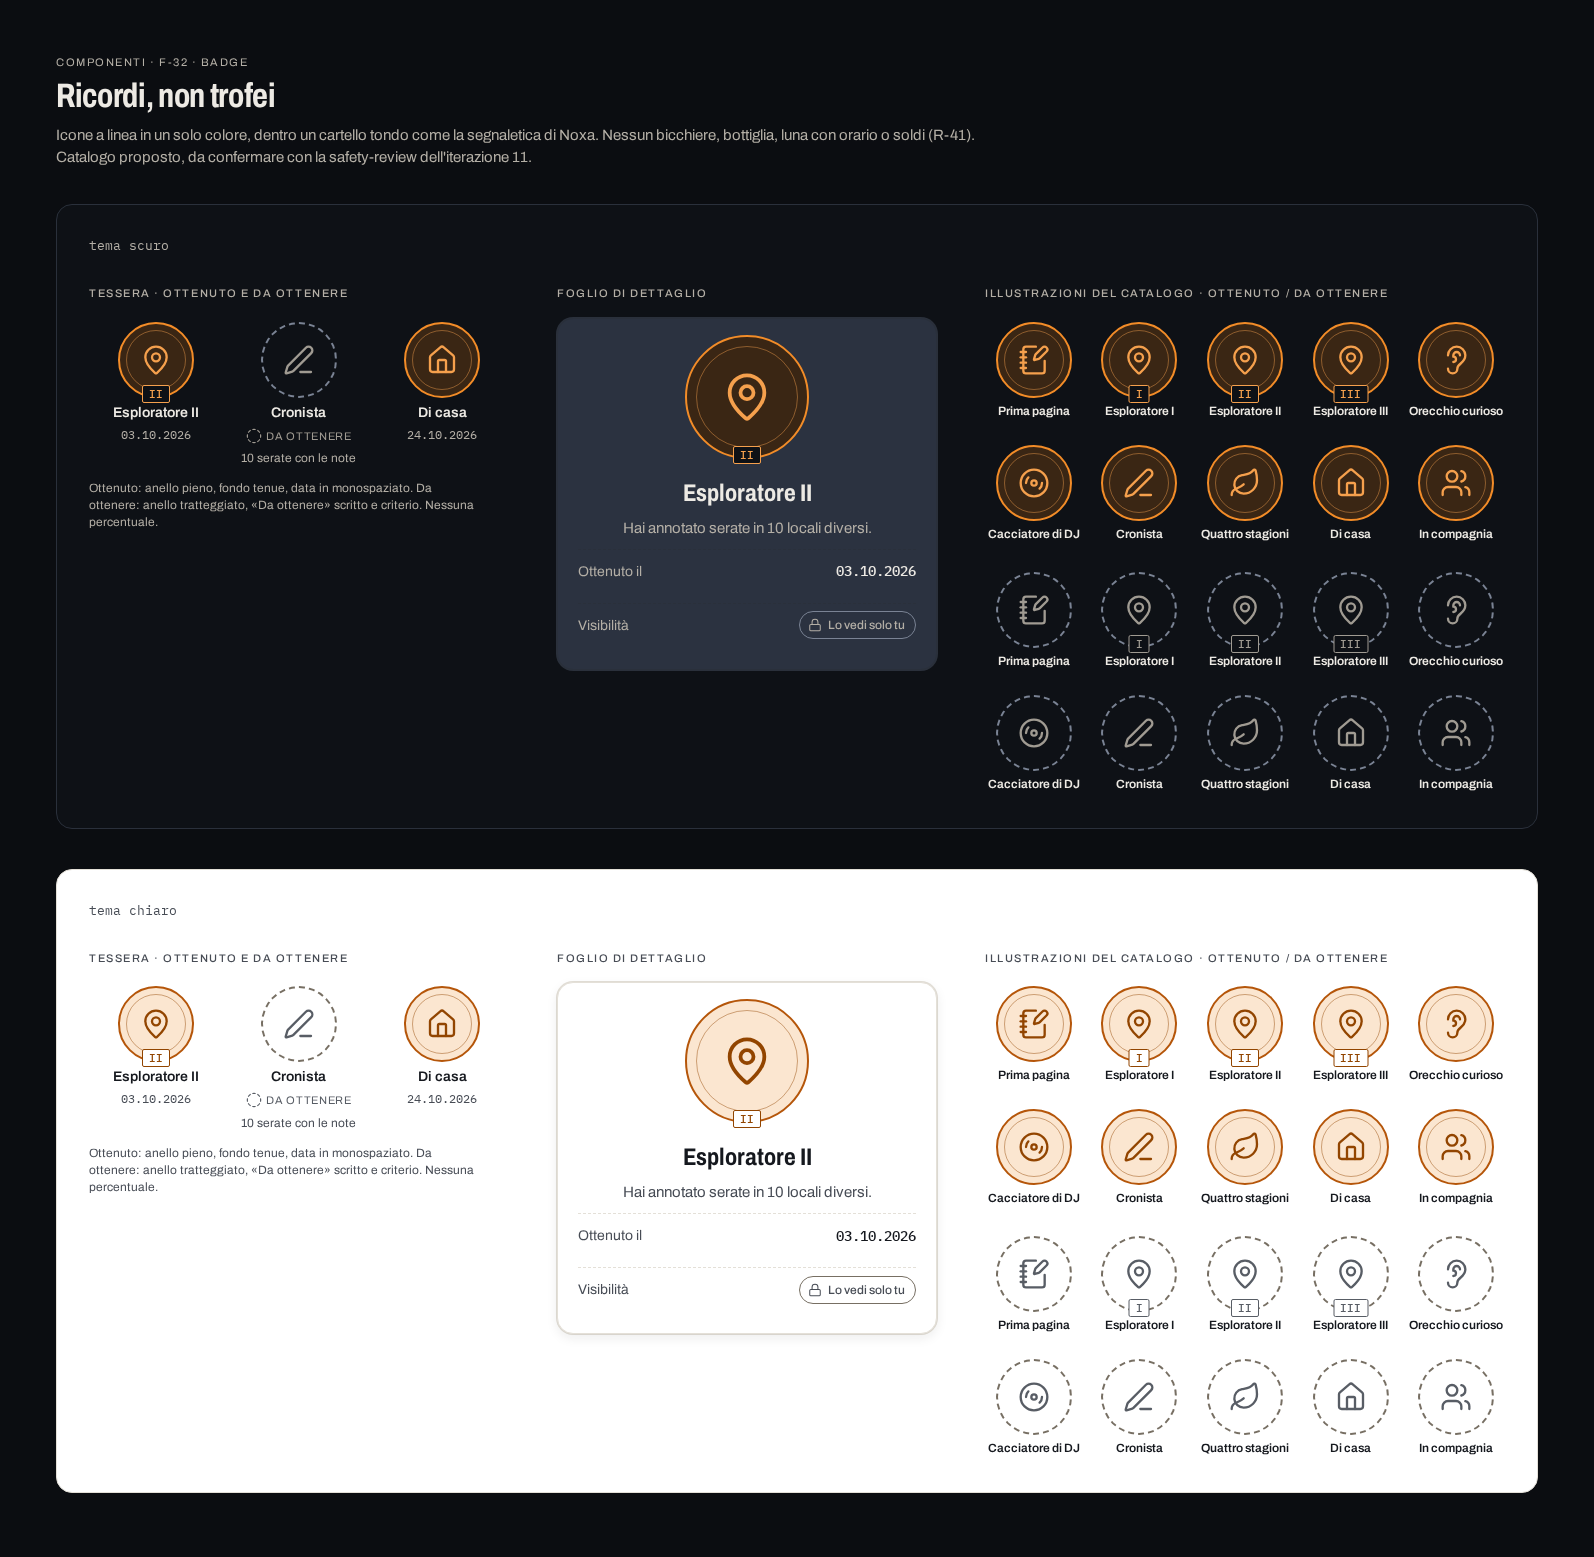 COMPONENTI · F-32 · BADGE
Ricordi, non trofei
Icone a linea in un solo colore, dentro un cartello tondo come la segnaletica di Noxa. Nessun bicchiere, bottiglia, luna con orario o soldi (R-41).
Catalogo proposto, da confermare con la safety-review dell'iterazione 11.
tema scuro
TESSERA · OTTENUTO E DA OTTENERE
II
Esploratore II
03.10.2026
Cronista
DA OTTENERE
10 serate con le note
Di casa
24.10.2026
Ottenuto: anello pieno, fondo tenue, data in monospaziato. Da
ottenere: anello tratteggiato, «Da ottenere» scritto e criterio. Nessuna
percentuale.
FOGLIO DI DETTAGLIO
II
Esploratore II
Hai annotato serate in 10 locali diversi.
Ottenuto il 03.10.2026
Visibilità Lo vedi solo tu
ILLUSTRAZIONI DEL CATALOGO · OTTENUTO / DA OTTENERE
I II III
Prima pagina Esploratore I Esploratore II Esploratore III Orecchio curioso
Cacciatore di DJ Cronista Quattro stagioni Di casa In compagnia
I II III
Prima pagina Esploratore I Esploratore II Esploratore III Orecchio curioso
Cacciatore di DJ Cronista Quattro stagioni Di casa In compagnia
tema chiaro
TESSERA · OTTENUTO E DA OTTENERE
II
Esploratore II
03.10.2026
Cronista
DA OTTENERE
10 serate con le note
Di casa
24.10.2026
Ottenuto: anello pieno, fondo tenue, data in monospaziato. Da
ottenere: anello tratteggiato, «Da ottenere» scritto e criterio. Nessuna
percentuale.
FOGLIO DI DETTAGLIO
II
Esploratore II
Hai annotato serate in 10 locali diversi.
Ottenuto il 03.10.2026
Visibilità Lo vedi solo tu
ILLUSTRAZIONI DEL CATALOGO · OTTENUTO / DA OTTENERE
I II III
Prima pagina Esploratore I Esploratore II Esploratore III Orecchio curioso
Cacciatore di DJ Cronista Quattro stagioni Di casa In compagnia
I II III
Prima pagina Esploratore I Esploratore II Esploratore III Orecchio curioso
Cacciatore di DJ Cronista Quattro stagioni Di casa In compagnia